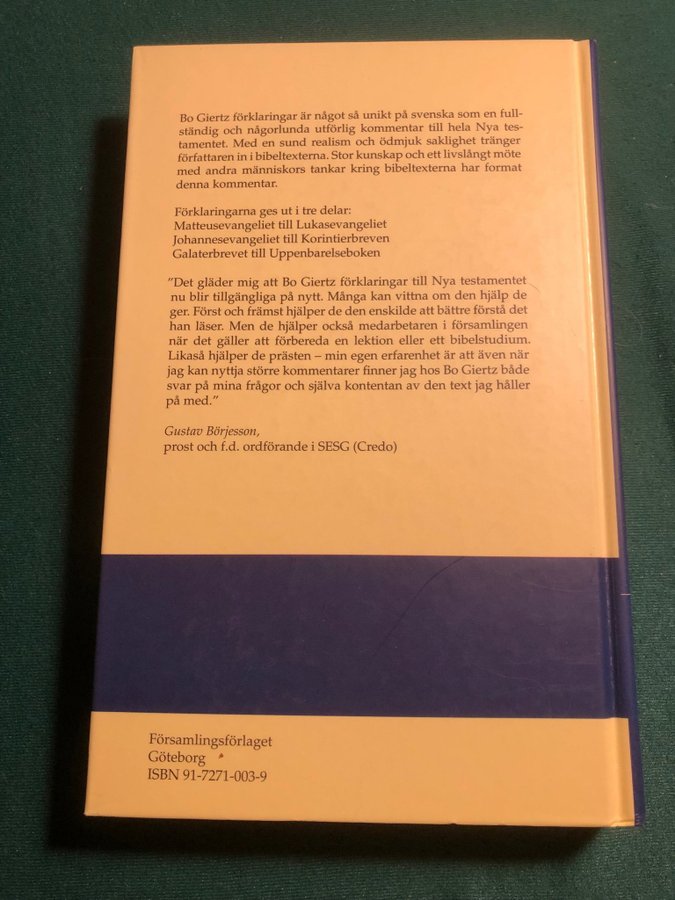 Bo Giertz förklaringar är något så unikt på svenska som en full-
ständig och någorlunda utförlig kommentar till hela Nya tes-
tamentet. Med en sund realism och ödmjuk saklighet tränger
författaren in i bibeltexterna. Stor kunskap och ett livslångt möte
med andra människors tankar kring bibeltexterna har format
denna kommentar.
Förklaringarna ges ut i tre delar:
Matteusevangeliet till Lukasevangeliet
Johannesevangeliet till Korintierbreven
Galaterbrevet till Uppenbarelseboken
”Det gläder mig att Bo Giertz förklaringar till Nya testamentet
nu blir tillgängliga på nytt. Många kan vittna om den hjälp de
ger. Först och främst hjälper de den enskilde att bättre förstå det
han läser. Men de hjälper också medarbetaren i församlingen
när det gäller att förbereda en lektion eller ett bibelstudium.
Likaså hjälper de prästen – min egen erfarenhet är att även när
jag kan nyttja större kommentarer finner jag hos Bo Giertz både
svar på mina frågor och själva kontentan av den text jag håller
på med.”
Gustav Börjesson,
prost och f.d. ordförande i SESG (Credo)
Församlingsförlaget
Göteborg
ISBN 91-7271-003-9